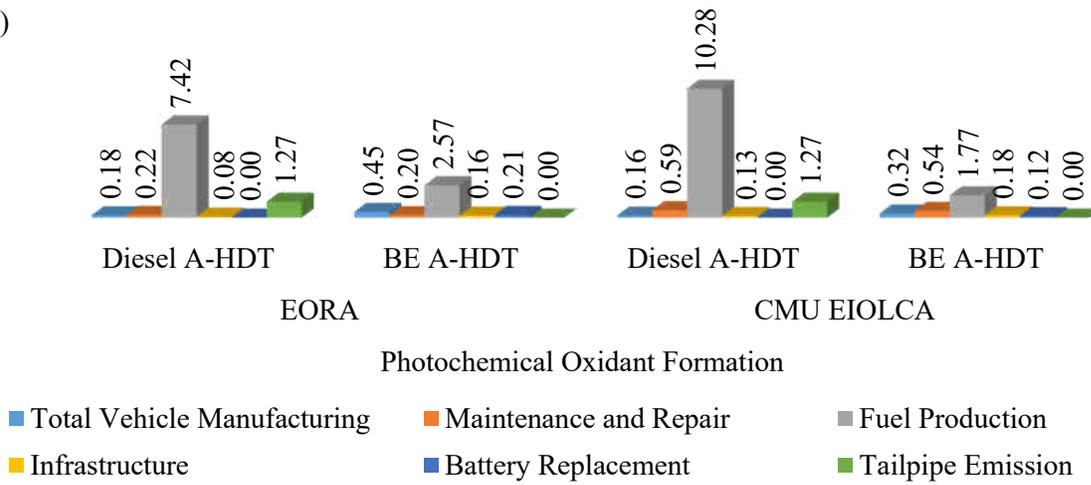 )
0.18 0.22 7.42 0.08 0.00 1.27 0.45 0.20 2.57 0.16 0.21 0.00 0.16 0.59 10.28 0.13 0.00 1.27 0.32 0.54 1.77 0.18 0.12 0.00
Diesel A-HDT BE A-HDT Diesel A-HDT BE A-HDT
EORA CMU EIOLCA
Photochemical Oxidant Formation
Total Vehicle Manufacturing Maintenance and Repair Fuel Production
Infrastructure Battery Replacement Tailpipe Emission